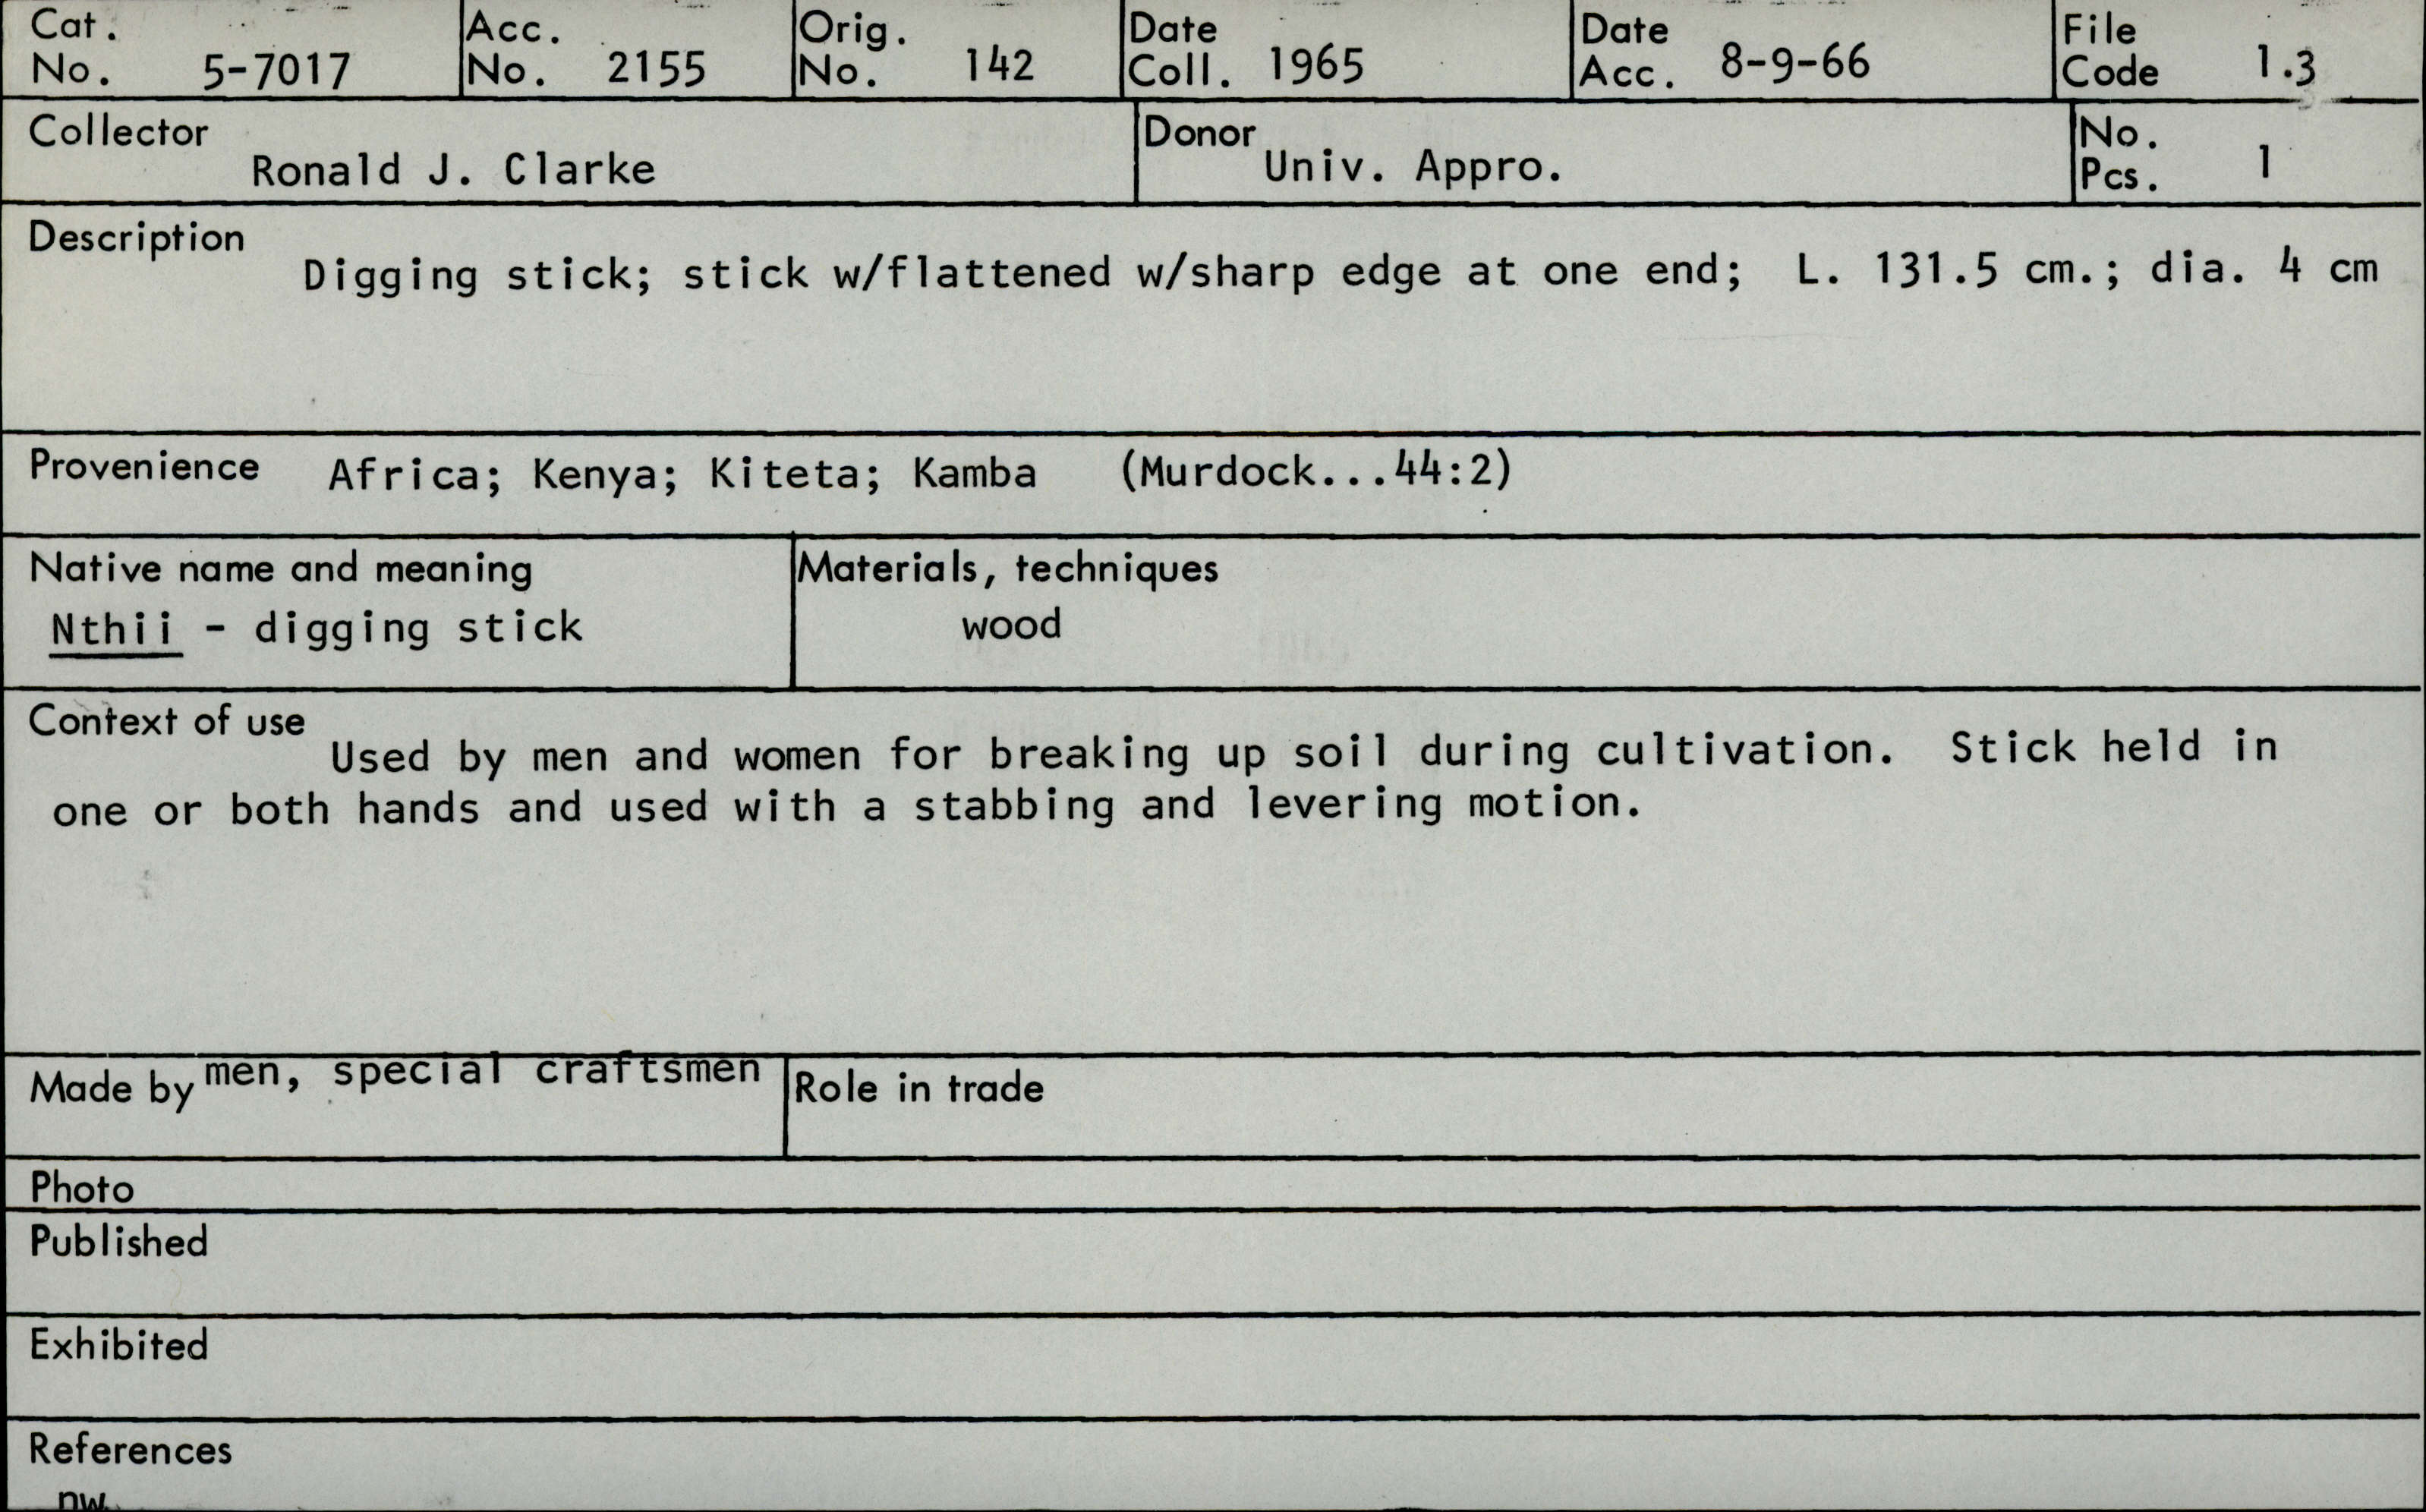 Cat. No. 5-7017 Acc. No. 2155 Orig. No. 142 Date Coll. 1965 Date Acc. 8-9-66 File Code 1.3
Collector Ronald J. Clarke Donor Univ. Appro. No. Pcs. 1
Description Digging stick; stick w/flattened w/sharp edge at one end; L. 131.5 cm.; dia. 4 cm
Provenience Africa; Kenya; Kiteta; Kamba (Murdock...44:2)
Native name and meaning Materials, techniques
Nthii - digging stick wood
Context of use Used by men and women for breaking up soil during cultivation. Stick held in
one or both hands and used with a stabbing and levering motion.
Made by men, special craftsmen Role in trade
Photo
Published
Exhibited
References
nw